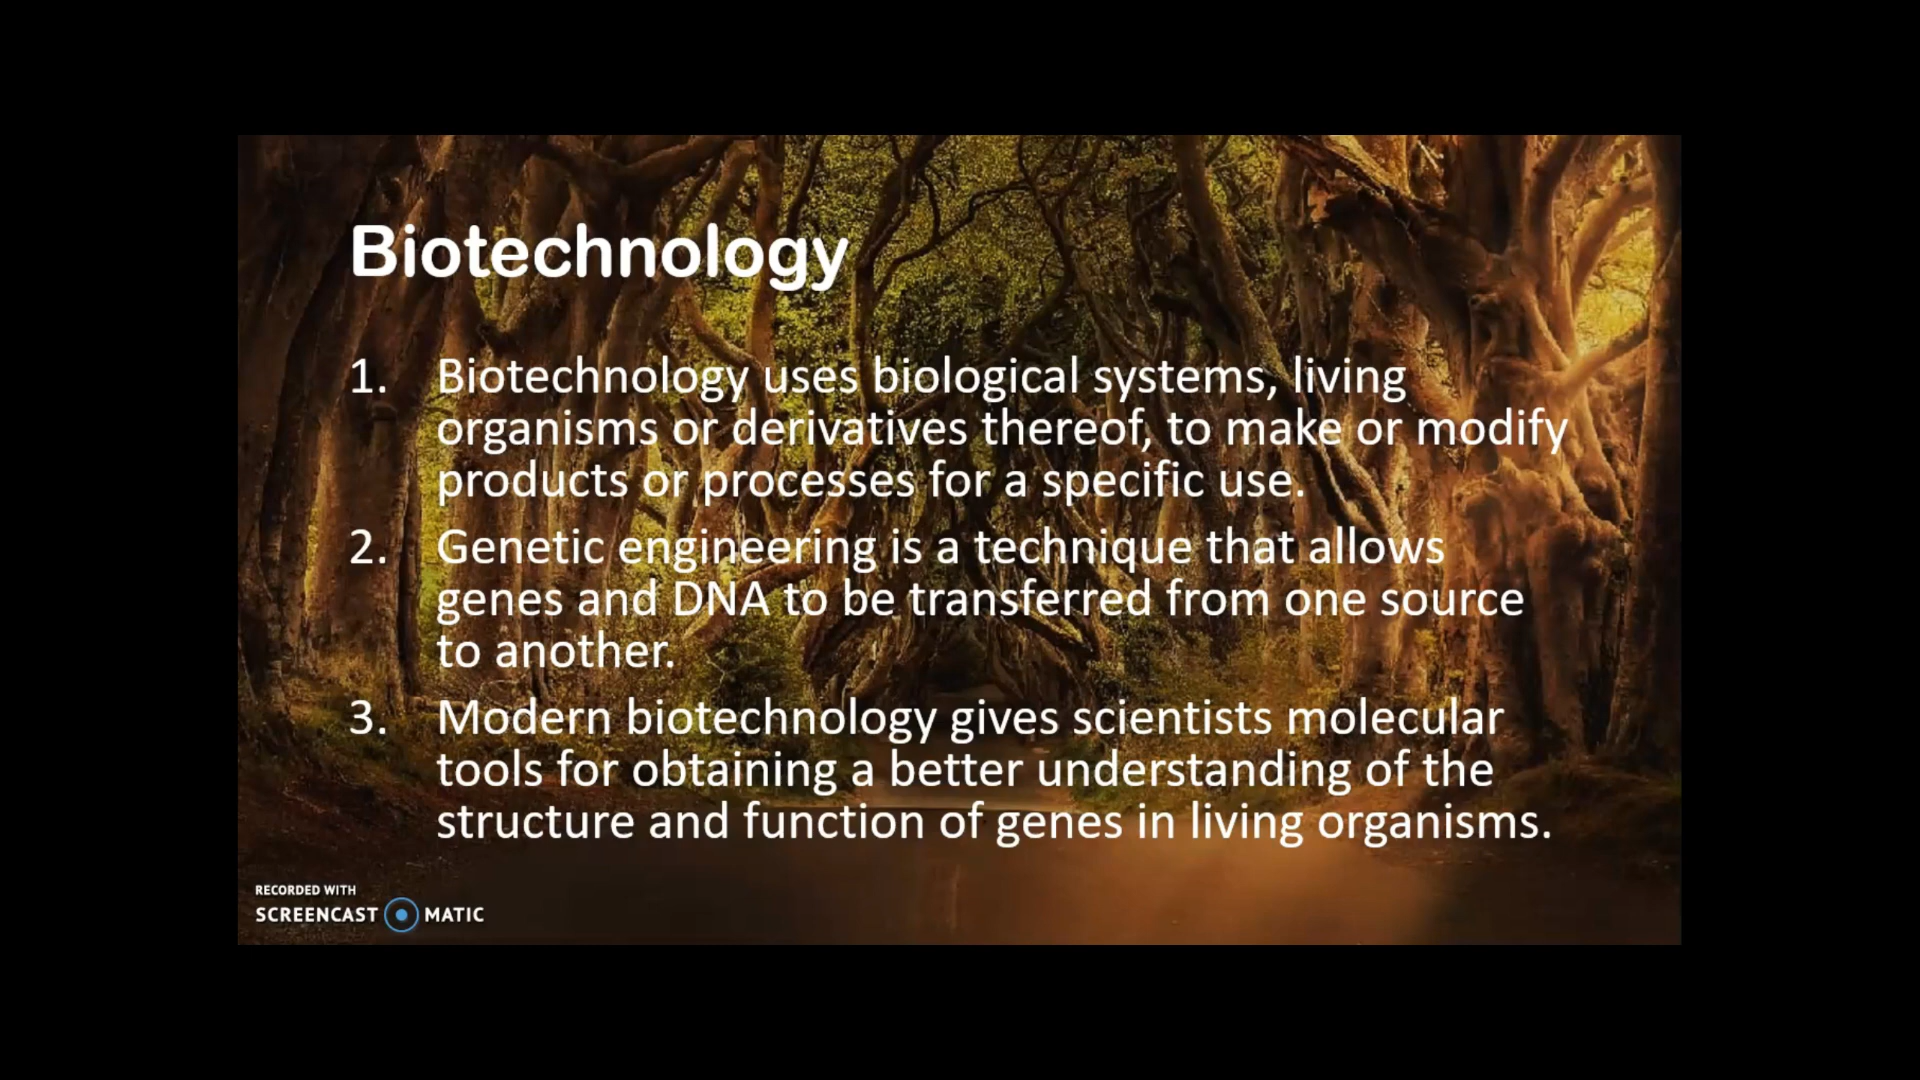 Biotechnology
1. Biotechnology uses biological systems, living
organisms or derivatives thereof, to make or modify
products or processes for a specific use.
2. Genetic engineering is a technique that allows
genes and DNA to be transferred from one source
to another.
3. Modern biotechnology gives scientists molecular
tools for obtaining a better understanding of the
structure and function of genes in living organisms.
RECORDED WITH
SCREENCAST MATIC